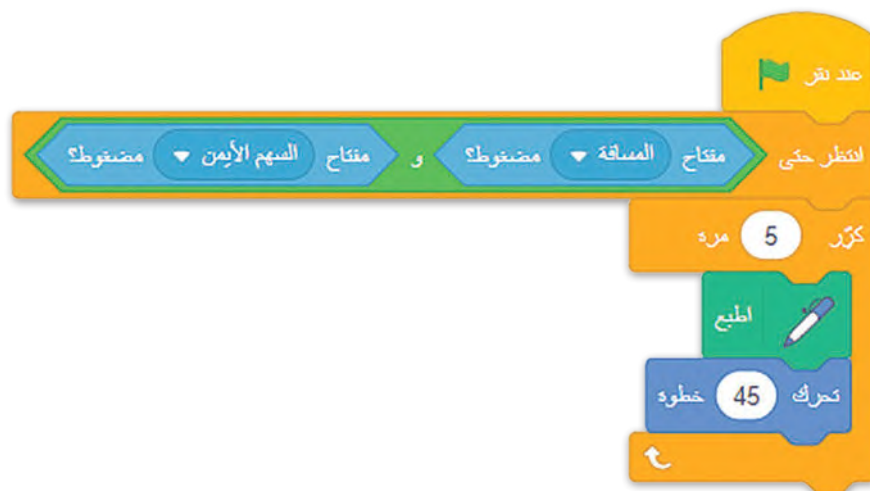 عند نقر
انتظر حتى مفتاح المسافة مضغوط؟ و مفتاح السهم الأيمن مضغوط؟
كرّر 5 مرة
اطبع
تحرك 45 خطوة